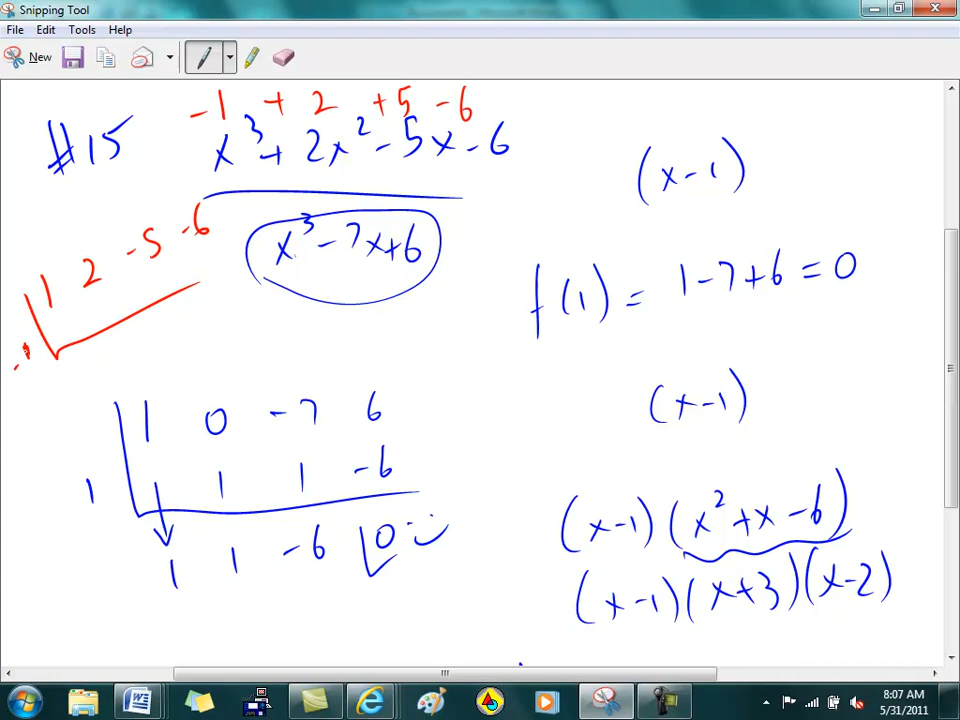 Snipping Tool
File Edit Tools Help
New
-1 + 2 +5 -6
#15 x³ + 2x² - 5x - 6
(x-1)
x³ - 7x + 6
1 2 -5 -6
f(1) = 1 - 7 + 6 = 0
-1
(x-1)
1 0 -7 6
1 1 1 -6
1 1 -6 0
(x-1)(x² + x - 6)
(x-1)(x+3)(x-2)
8:07 AM
5/31/2011